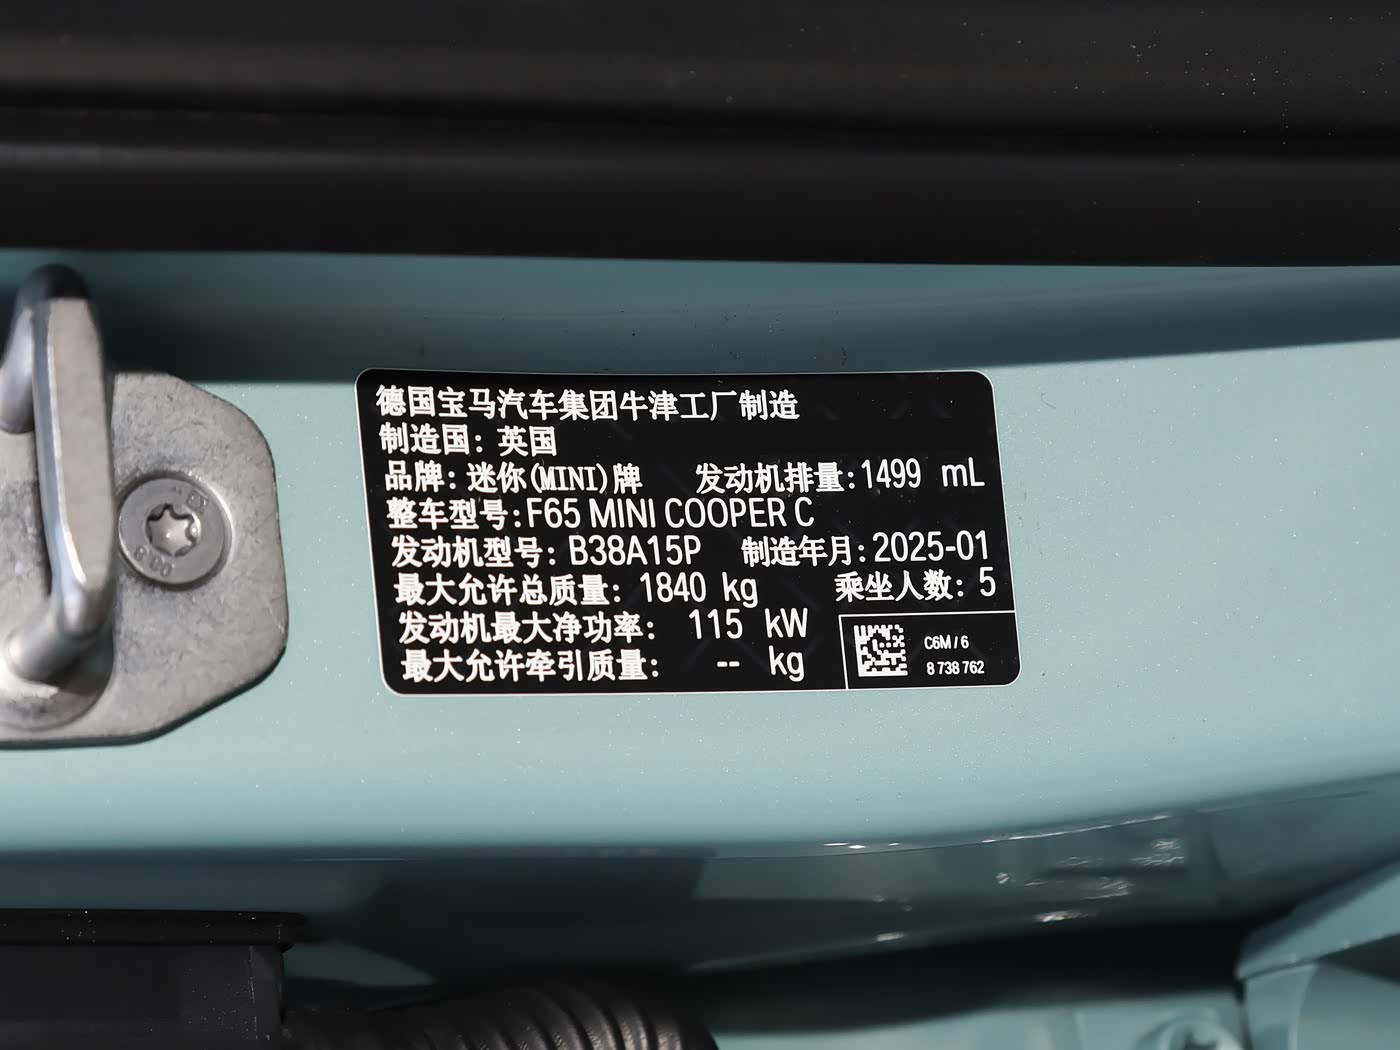 德国宝马汽车集团牛津工厂制造
制造国：英国
品牌：迷你(MINI)牌 发动机排量：1499 mL
整车型号：F65 MINI COOPER C
发动机型号：B38A15P 制造年月：2025-01
最大允许总质量：1840 kg 乘坐人数：5
发动机最大净功率：115 kW
最大允许牵引质量：-- kg
C6M / 6
8 738 762